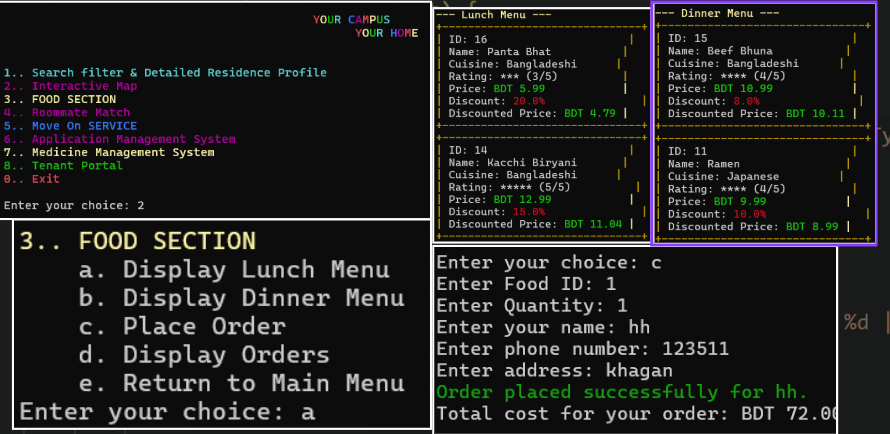 YOUR CAMPUS
YOUR HOME
1.. Search filter & Detailed Residence Profile
2.. Interactive Map
3.. FOOD SECTION
4.. Roommate Match
5.. Move On SERVICE
6.. Application Management System
7.. Medicine Management System
8.. Tenant Portal
0.. Exit
Enter your choice: 2
3.. FOOD SECTION
a. Display Lunch Menu
b. Display Dinner Menu
c. Place Order
d. Display Orders
e. Return to Main Menu
Enter your choice: a
--- Lunch Menu ---
ID: 16
Name: Panta Bhat
Cuisine: Bangladeshi
Rating: *** (3/5)
Price: BDT 5.99
Discount: 20.0%
Discounted Price: BDT 4.79
ID: 14
Name: Kacchi Biryani
Cuisine: Bangladeshi
Rating: ***** (5/5)
Price: BDT 12.99
Discount: 15.0%
Discounted Price: BDT 11.04
--- Dinner Menu ---
ID: 15
Name: Beef Bhuna
Cuisine: Bangladeshi
Rating: **** (4/5)
Price: BDT 10.99
Discount: 8.0%
Discounted Price: BDT 10.11
ID: 11
Name: Ramen
Cuisine: Japanese
Rating: **** (4/5)
Price: BDT 9.99
Discount: 10.0%
Discounted Price: BDT 8.99
Enter your choice: c
Enter Food ID: 1
Enter Quantity: 1
Enter your name: hh
Enter phone number: 123511
Enter address: khagan
Order placed successfully for hh.
Total cost for your order: BDT 72.00
%d |